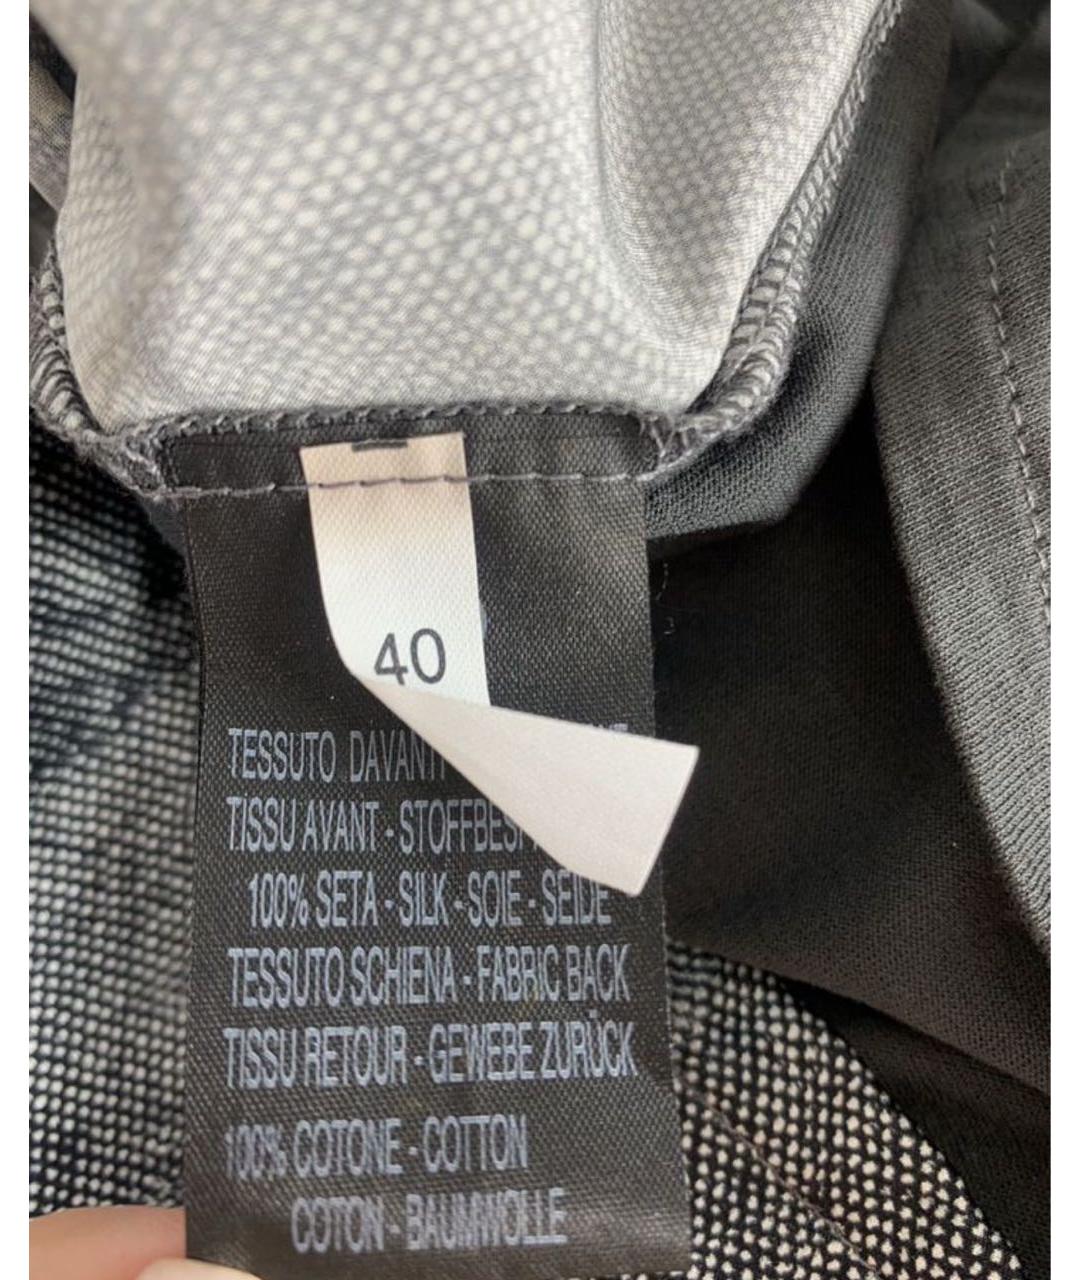 40
TESSUTO DAVANTI
TISSU AVANT - 
100% SETA - SILK - SOIE - SEIDE
TESSUTO SCHIENA - FABRIC BACK
TISSU RETOUR - GEWEBE ZURÜCK
100% COTONE - COTTON
COTON - BAUMWOLLE